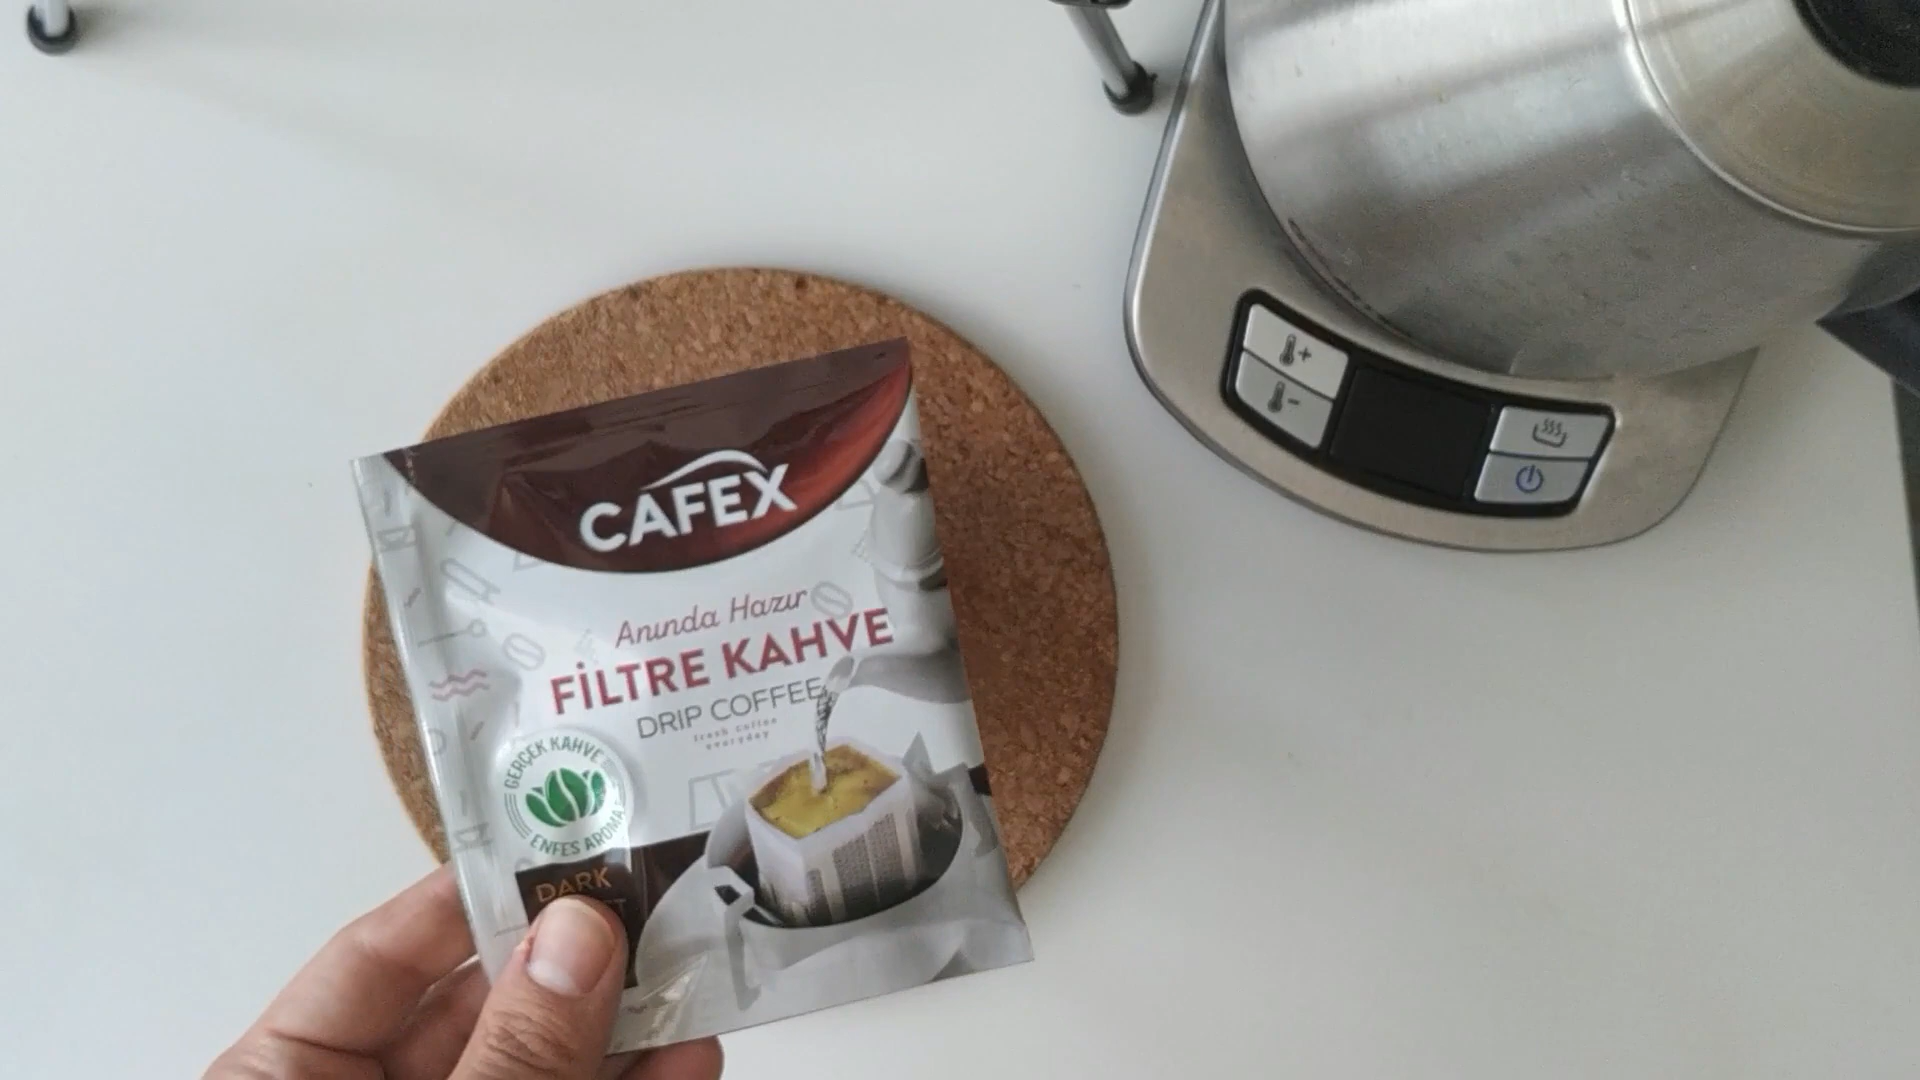 CAFEX
Anında Hazır
FİLTRE KAHVE
DRIP COFFEE
fresh coffee
everyday
GERÇEK KAHVE
ENFES AROMA
DARK